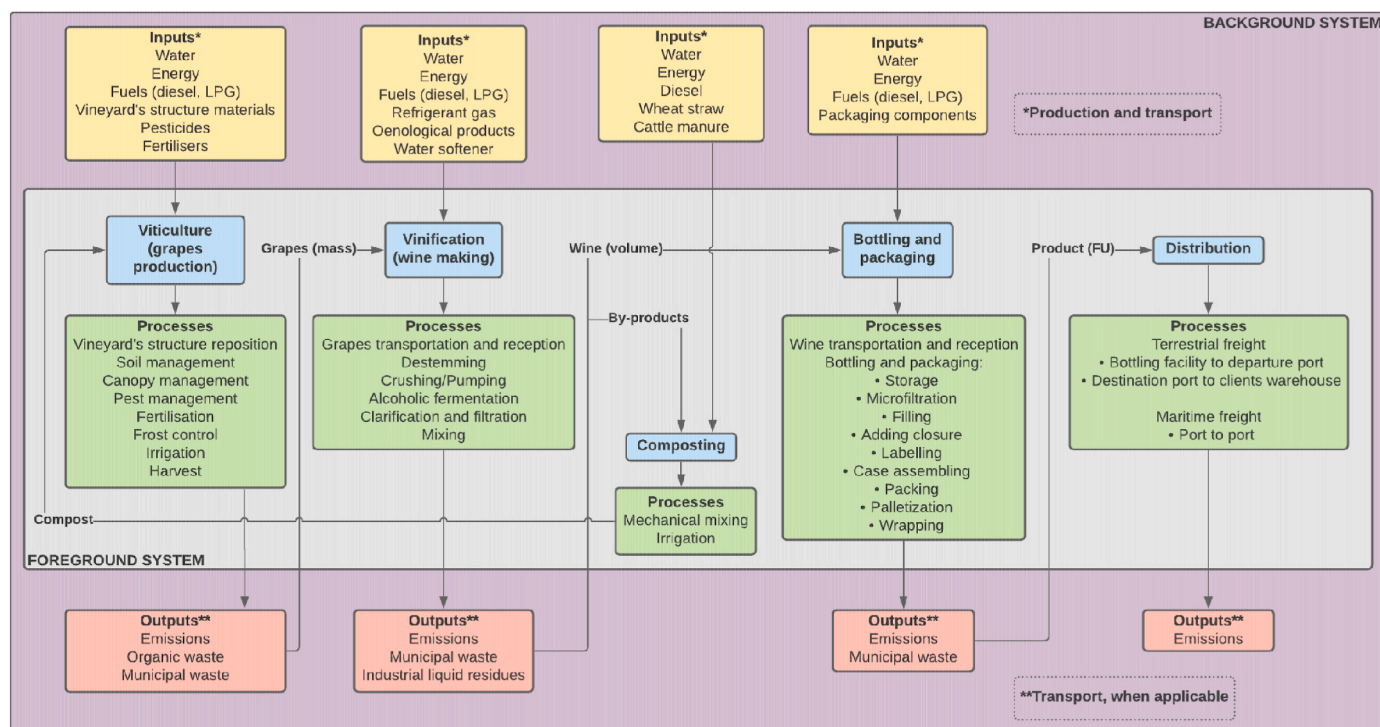 BACKGROUND SYSTEM
Inputs*
Water
Energy
Fuels (diesel, LPG)
Vineyard's structure materials
Pesticides
Fertilisers
Inputs*
Water
Energy
Fuels (diesel, LPG)
Refrigerant gas
Oenological products
Water softener
Inputs*
Water
Energy
Diesel
Wheat straw
Cattle manure
Inputs*
Water
Energy
Fuels (diesel, LPG)
Packaging components
*Production and transport
Viticulture
(grapes
production)
Grapes (mass)
Vinification
(wine making)
Wine (volume)
Bottling and
packaging
Product (FU)
Distribution
By-products
Processes
Vineyard's structure reposition
Soil management
Canopy management
Pest management
Fertilisation
Frost control
Irrigation
Harvest
Processes
Grapes transportation and reception
Destemming
Crushing/Pumping
Alcoholic fermentation
Clarification and filtration
Mixing
Composting
Processes
Mechanical mixing
Irrigation
Compost
Processes
Wine transportation and reception
Bottling and packaging:
• Storage
• Microfiltration
• Filling
• Adding closure
• Labelling
• Case assembling
• Packing
• Palletization
• Wrapping
Processes
Terrestrial freight
• Bottling facility to departure port
• Destination port to clients warehouse
Maritime freight
• Port to port
FOREGROUND SYSTEM
Outputs**
Emissions
Organic waste
Municipal waste
Outputs**
Emissions
Municipal waste
Industrial liquid residues
Outputs**
Emissions
Municipal waste
Outputs**
Emissions
**Transport, when applicable